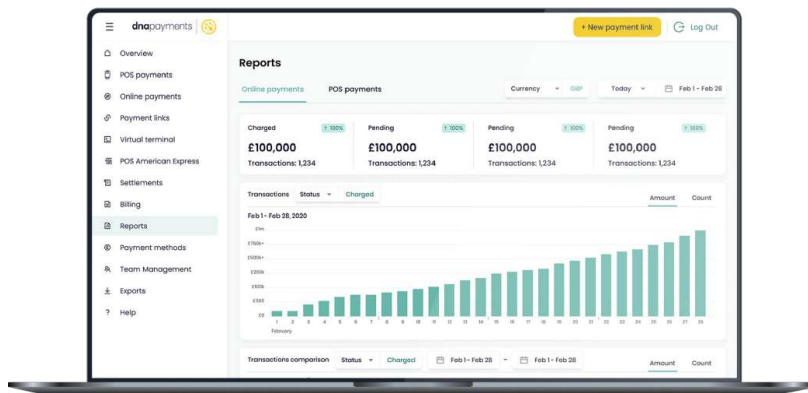 dnapayments
+ New payment link
Log Out
Overview
POS payments
Online payments
Payment links
Virtual terminal
POS American Express
Settlements
Billing
Reports
Payment methods
Team Management
Exports
? Help
Reports
Online payments POS payments
Currency GBP Today Feb 1 - Feb 28
Charged ↑ 100% Pending ↑ 100% Pending ↑ 100% Pending ↑ 100%
£100,000 £100,000 £100,000 £100,000
Transactions: 1,234 Transactions: 1,234 Transactions: 1,234 Transactions: 1,234
Transactions Status Charged Amount Count
Feb 1 - Feb 28, 2020
£1m
£750k+
£500k+
£200k
£100k
£0
1 2 3 4 5 6 7 8 9 10 11 12 13 14 15 16 17 18 19 20 21 22 23 24 25 26 27 28
February
Transactions comparison Status Charged Feb 1 - Feb 28 - Feb 1 - Feb 28 Amount Count